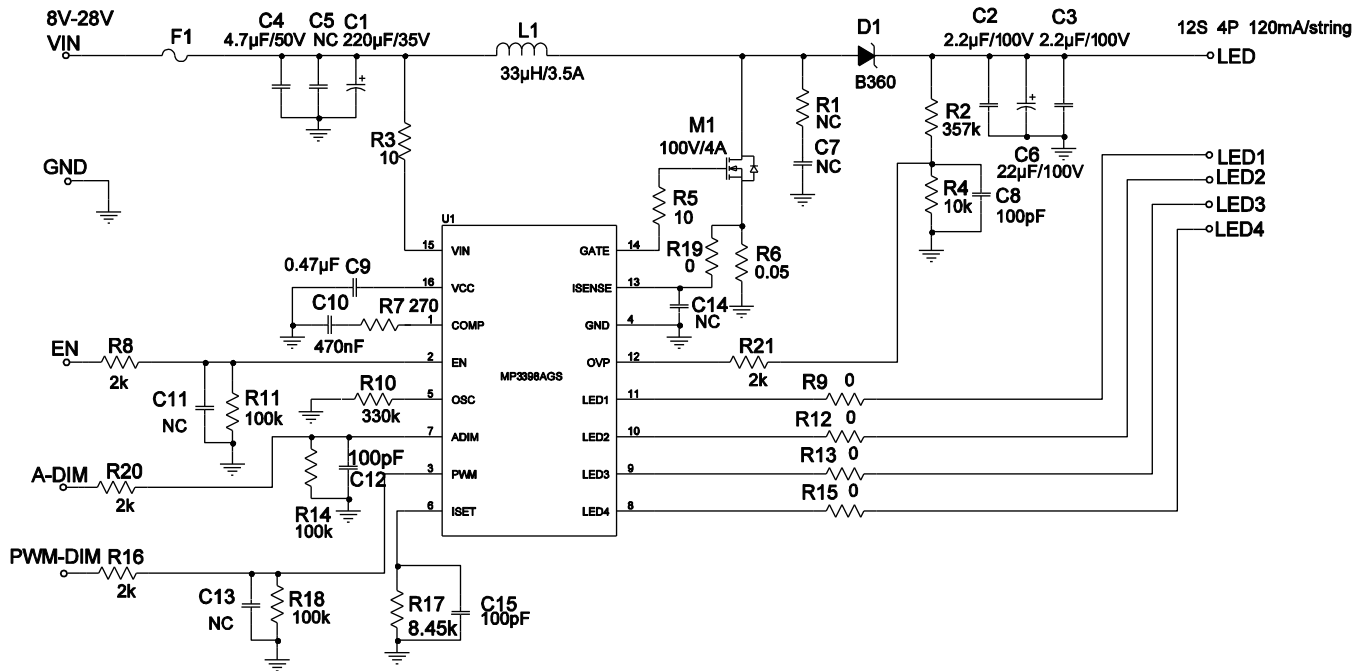 8V-28V
VIN
F1
C4
4.7μF/50V
C5
NC
C1
220μF/35V
L1
33μH/3.5A
D1
B360
C2
2.2μF/100V
C3
2.2μF/100V
12S 4P 120mA/string
LED
R3
10
M1
100V/4A
R1
NC
C7
NC
R2
357k
C6
22μF/100V
GND
R5
10
R4
10k
C8
100pF
LED1
LED2
LED3
LED4
U1
15 VIN
GATE 14
R19
0
R6
0.05
0.47μF C9
16 VCC
ISENSE 13
C10
470nF
R7 270
1 COMP
GND 4
C14
NC
EN
R8
2k
2 EN
MP3398AGS
OVP 12
R21
2k
C11
NC
R11
100k
R10
330k
5 OSC
LED1 11
R9 0
7 ADIM
LED2 10
R12 0
A-DIM
R20
2k
100pF
C12
R14
100k
3 PWM
LED3 9
R13 0
6 ISET
LED4 8
R15 0
PWM-DIM
R16
2k
C13
NC
R18
100k
R17
8.45k
C15
100pF